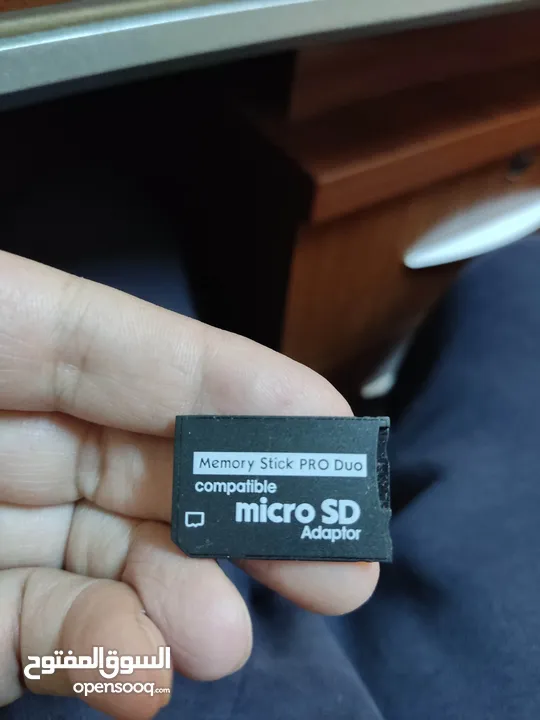 Memory Stick PRO Duo
compatible
micro SD
Adaptor
السوق المفتوح
opensooq.com